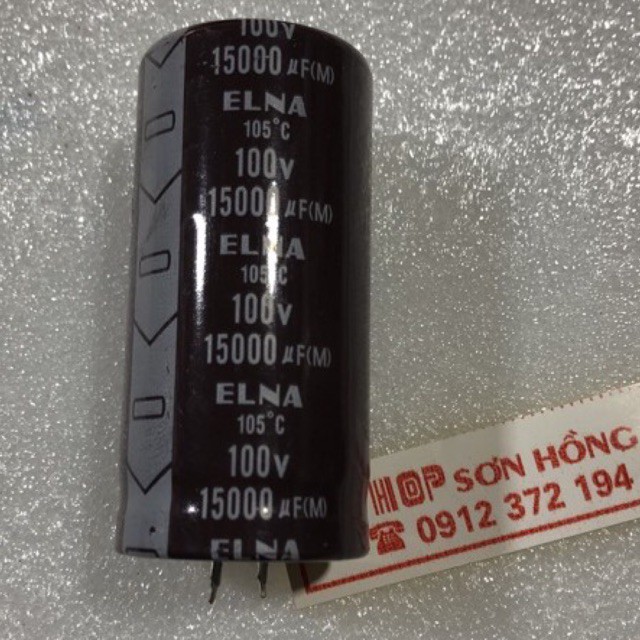 100v
15000 µF(M)
ELNA
105°C
100v
15000 µF(M)
ELNA
105°C
100v
15000 µF(M)
ELNA
105°C
100v
15000 µF(M)
ELNA
HOP SƠN HỒNG
☎ 0912 372 194